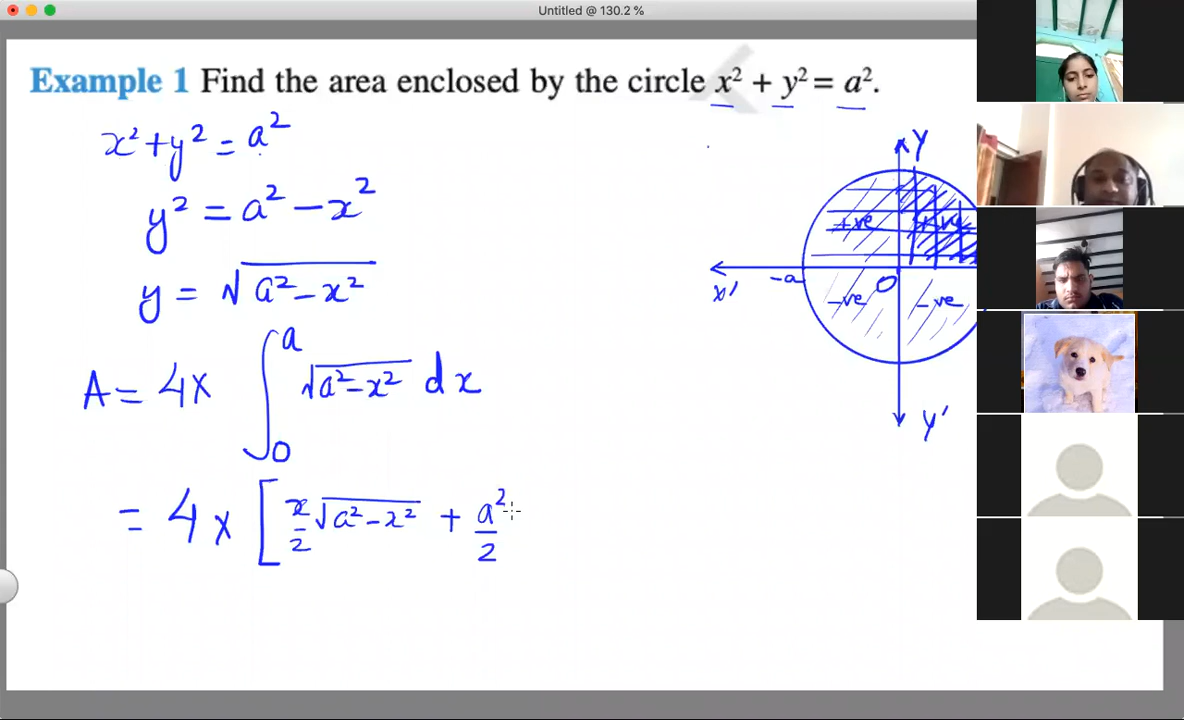 Untitled @ 130.2 %
Example 1 Find the area enclosed by the circle x² + y² = a².
x² + y² = a²
y² = a² − x²
y = √(a² − x²)
A = 4 × ∫₀ᵃ √(a² − x²) dx
= 4 × [x/2 √(a² − x²) + a²/2
Y
+ve +ve
-a
O
X'
-ve -ve
Y'